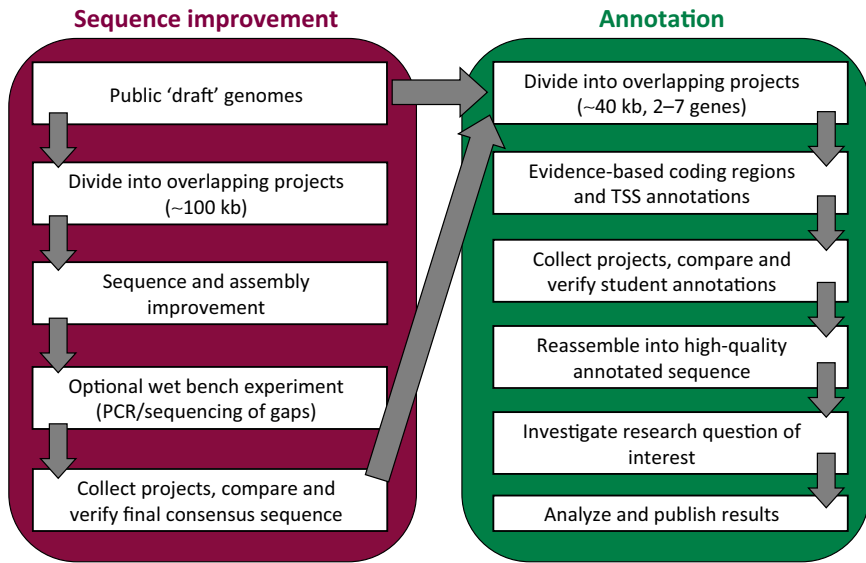 Sequence improvement
Public ‘draft’ genomes
Divide into overlapping projects
(~100 kb)
Sequence and assembly
improvement
Optional wet bench experiment
(PCR/sequencing of gaps)
Collect projects, compare and
verify final consensus sequence
Annotation
Divide into overlapping projects
(~40 kb, 2–7 genes)
Evidence-based coding regions
and TSS annotations
Collect projects, compare and
verify student annotations
Reassemble into high-quality
annotated sequence
Investigate research question of
interest
Analyze and publish results